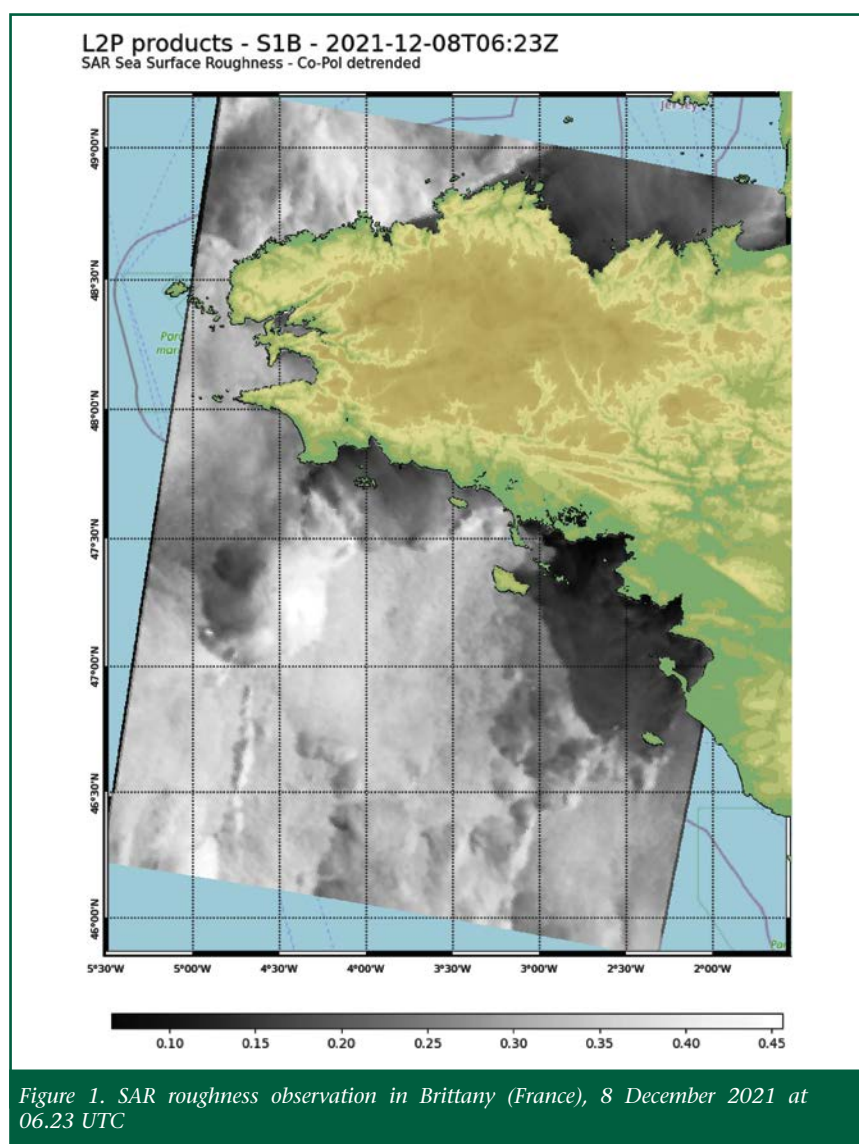 L2P products - S1B - 2021-12-08T06:23Z
SAR Sea Surface Roughness - Co-Pol detrended
Jersey
49°00'N
48°30'N
Parc
mari
48°00'N
47°30'N
47°00'N
46°30'N
46°00'N
5°30'W 5°00'W 4°30'W 4°00'W 3°30'W 3°00'W 2°30'W 2°00'W
0.10 0.15 0.20 0.25 0.30 0.35 0.40 0.45
Figure 1. SAR roughness observation in Brittany (France), 8 December 2021 at
06.23 UTC